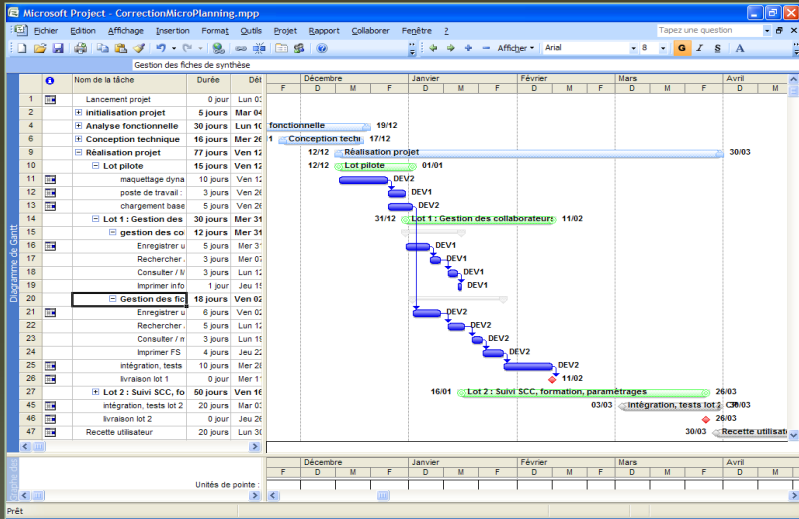 Microsoft Project - CorrectionMicroPlanning.mpp
Fichier Edition Affichage Insertion Format Outils Projet Rapport Collaborer Fenêtre ? Tapez une question
Afficher Arial 8 G I S A
Gestion des fiches de synthèse
Nom de la tâche Durée Dét
Décembre Janvier Février Mars Avril
F D M F D M F D M F D M F D M
1 Lancement projet 0 jour Lun 03
2 initialisation projet 5 jours Mar 04
4 Analyse fonctionnelle 30 jours Lun 10 fonctionnelle 19/12
6 Conception technique 16 jours Mer 26 1 Conception techn 17/12
9 Réalisation projet 77 jours Ven 12 12/12 Réalisation projet 30/03
10 Lot pilote 15 jours Ven 12 12/12 Lot pilote 01/01
11 maquettage dyna 10 jours Ven 12 DEV2
12 poste de travail : 3 jours Ven 26 DEV1
13 chargement base 5 jours Ven 26 DEV2
14 Lot 1 : Gestion des 30 jours Mer 31 31/12 Lot 1 : Gestion des collaborateurs 11/02
15 gestion des co 12 jours Mer 31
16 Enregistrer u 5 jours Mer 31 DEV1
17 Rechercher . 3 jours Mer 07 DEV1
18 Consulter / M 3 jours Lun 12 DEV1
19 Imprimer info 1 jour Jeu 15 DEV1
20 Gestion des fic 18 jours Ven 02
21 Enregistrer u 6 jours Ven 02 DEV2
22 Rechercher . 5 jours Lun 12 DEV2
23 Consulter / m 3 jours Lun 19 DEV2
24 Imprimer FS 4 jours Jeu 22 DEV2
25 intégration, tests 10 jours Mer 28 DEV2
26 livraison lot 1 0 jour Mer 11 11/02
27 Lot 2 : Suivi SCC, fo 50 jours Ven 16 16/01 Lot 2 : Suivi SCC, formation, paramétrages 26/03
45 intégration, tests lot 2 20 jours Mar 03 03/03 intégration, tests lot 2 30/03
46 livraison lot 2 0 jour Jeu 26 26/03
47 Recette utilisateur 20 jours Lun 30 30/03 Recette utilisat
Diagramme de Gantt
Décembre Janvier Février Mars Avril
F D M F D M F D M F D M F D M
Unités de pointe :
Graphe des
Prêt